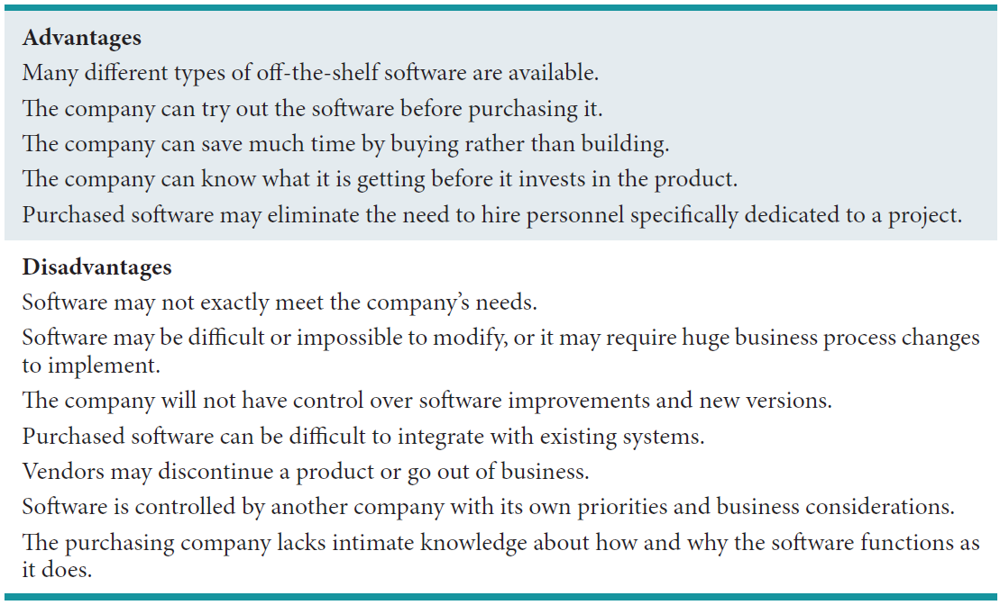 Advantages
Many different types of off-the-shelf software are available.
The company can try out the software before purchasing it.
The company can save much time by buying rather than building.
The company can know what it is getting before it invests in the product.
Purchased software may eliminate the need to hire personnel specifically dedicated to a project.
Disadvantages
Software may not exactly meet the company’s needs.
Software may be difficult or impossible to modify, or it may require huge business process changes
to implement.
The company will not have control over software improvements and new versions.
Purchased software can be difficult to integrate with existing systems.
Vendors may discontinue a product or go out of business.
Software is controlled by another company with its own priorities and business considerations.
The purchasing company lacks intimate knowledge about how and why the software functions as
it does.